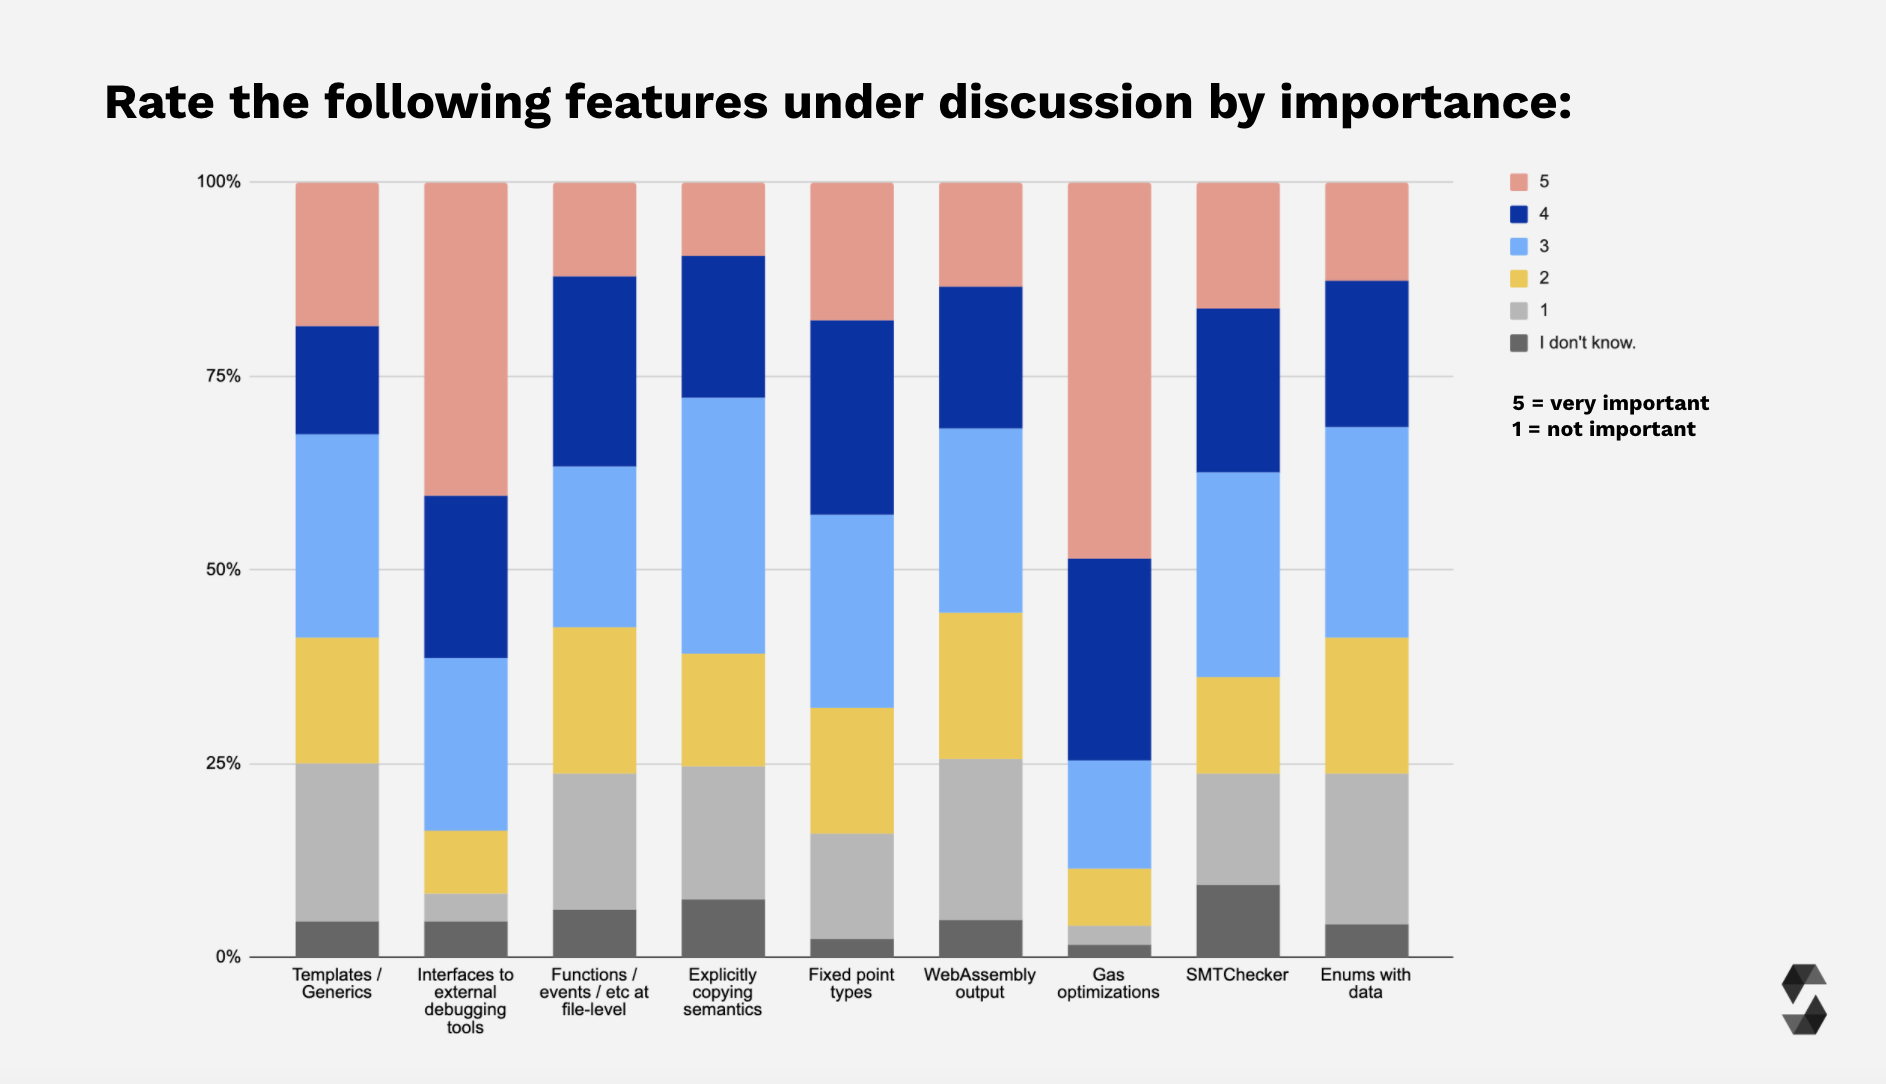 Rate the following features under discussion by importance:
100%
75%
50%
25%
0%
5
4
3
2
1
I don't know.
5 = very important
1 = not important
Templates /
Generics
Interfaces to
external
debugging
tools
Functions /
events / etc at
file-level
Explicitly
copying
semantics
Fixed point
types
WebAssembly
output
Gas
optimizations
SMTChecker
Enums with
data